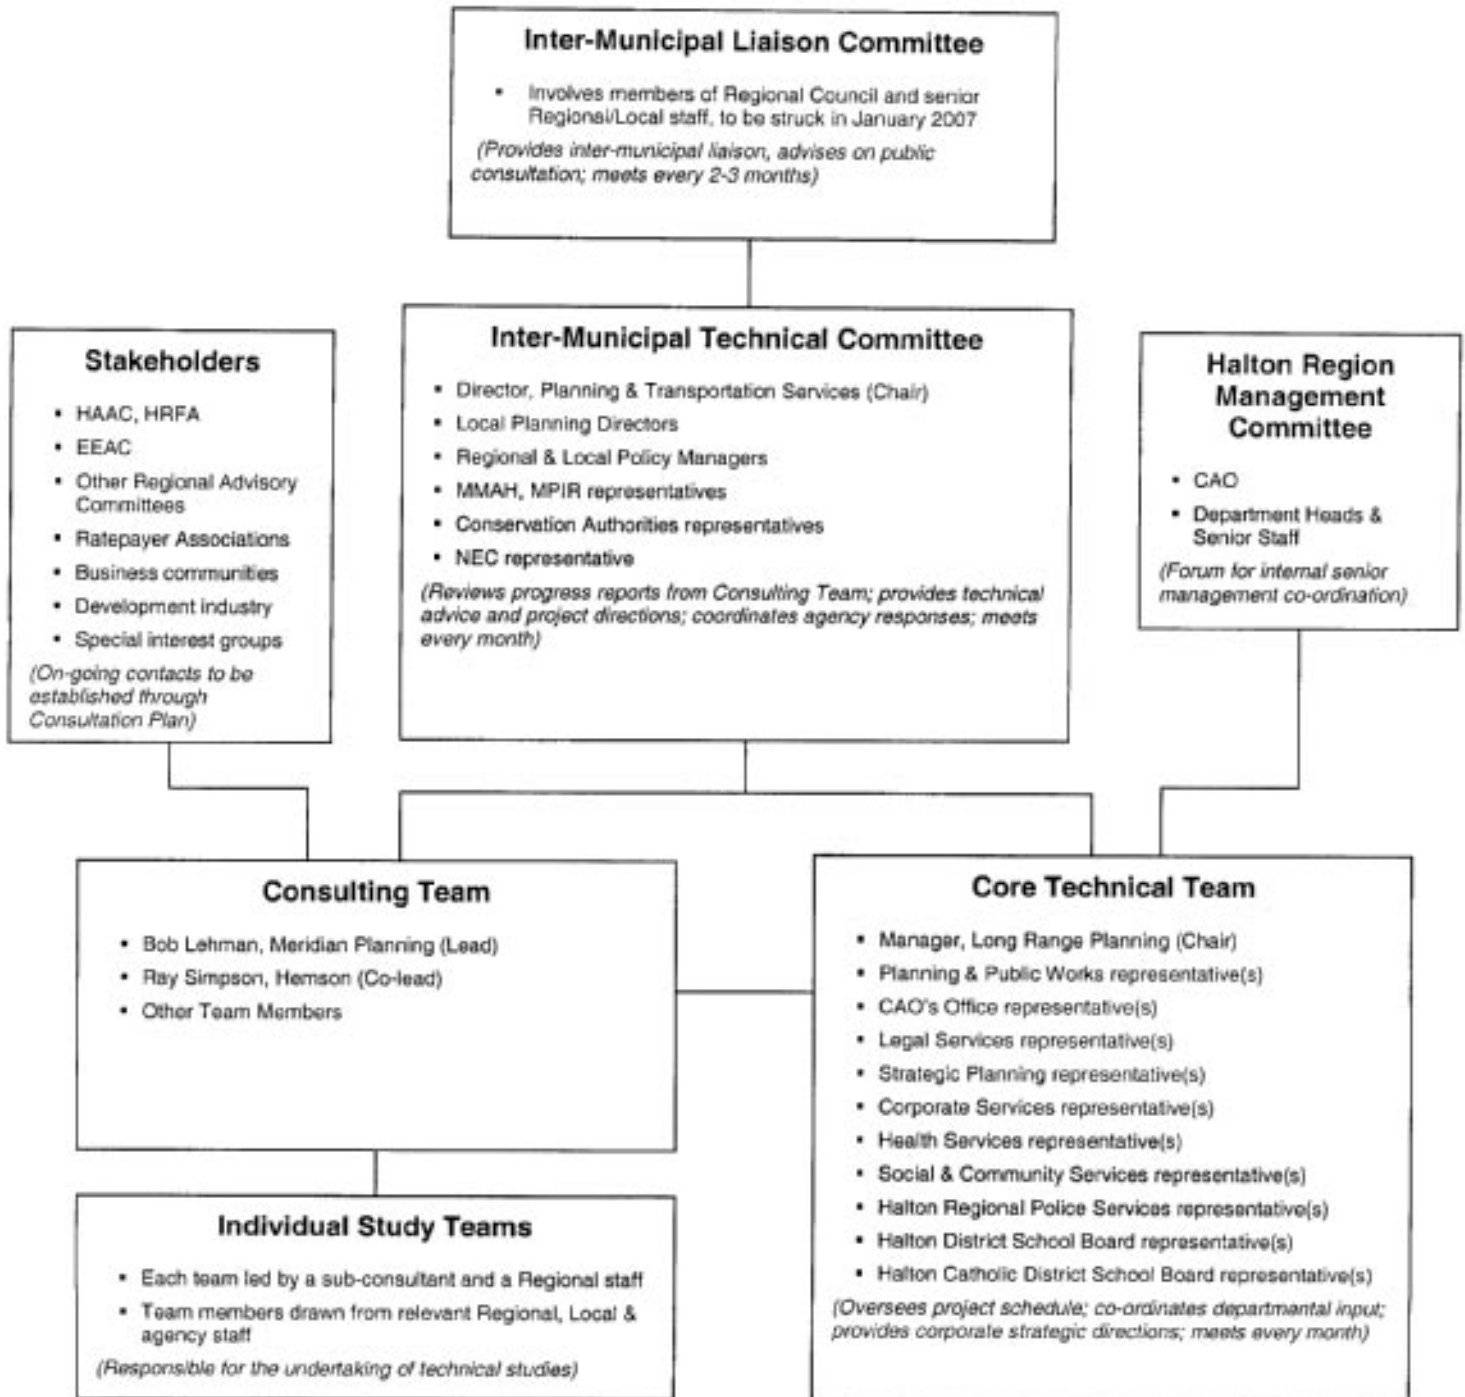 Inter-Municipal Liaison Committee
▪ Involves members of Regional Council and senior
Regional/Local staff, to be struck in January 2007
(Provides inter-municipal liaison, advises on public
consultation; meets every 2-3 months)
Stakeholders
▪ HAAC, HRFA
▪ EEAC
▪ Other Regional Advisory
Committees
▪ Ratepayer Associations
▪ Business communities
▪ Development industry
▪ Special interest groups
(On-going contacts to be
established through
Consultation Plan)
Inter-Municipal Technical Committee
▪ Director, Planning & Transportation Services (Chair)
▪ Local Planning Directors
▪ Regional & Local Policy Managers
▪ MMAH, MPIR representatives
▪ Conservation Authorities representatives
▪ NEC representative
(Reviews progress reports from Consulting Team; provides technical
advice and project directions; coordinates agency responses; meets
every month)
Halton Region
Management
Committee
▪ CAO
▪ Department Heads &
Senior Staff
(Forum for internal senior
management co-ordination)
Consulting Team
▪ Bob Lehman, Meridian Planning (Lead)
▪ Ray Simpson, Hemson (Co-lead)
▪ Other Team Members
Core Technical Team
▪ Manager, Long Range Planning (Chair)
▪ Planning & Public Works representative(s)
▪ CAO's Office representative(s)
▪ Legal Services representative(s)
▪ Strategic Planning representative(s)
▪ Corporate Services representative(s)
▪ Health Services representative(s)
▪ Social & Community Services representative(s)
▪ Halton Regional Police Services representative(s)
▪ Halton District School Board representative(s)
▪ Halton Catholic District School Board representative(s)
(Oversees project schedule; co-ordinates departmental input;
provides corporate strategic directions; meets every month)
Individual Study Teams
▪ Each team led by a sub-consultant and a Regional staff
▪ Team members drawn from relevant Regional, Local &
agency staff
(Responsible for the undertaking of technical studies)